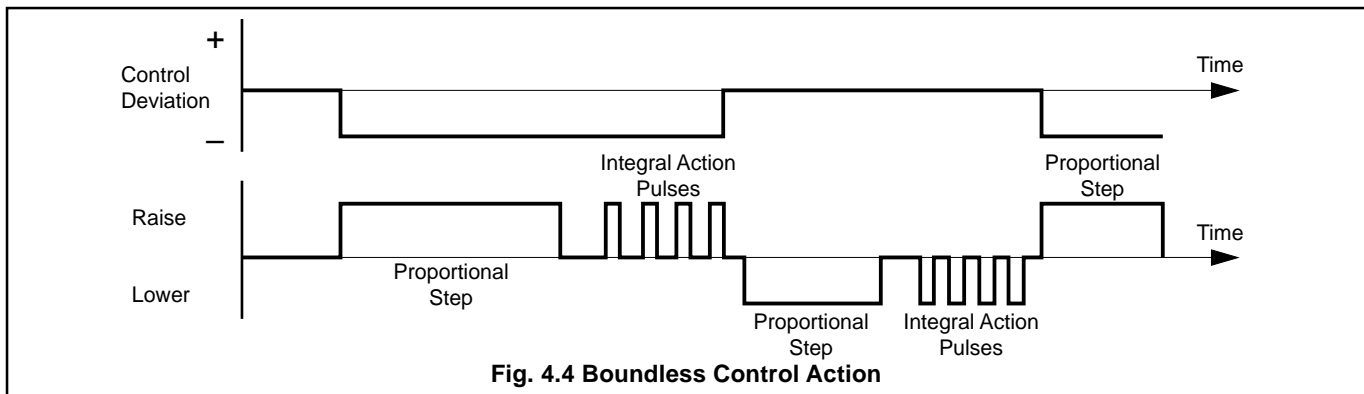 +
Control
Deviation
–
Time
Integral Action
Pulses
Proportional
Step
Raise
Lower
Time
Proportional
Step
Proportional
Step
Integral Action
Pulses
Fig. 4.4 Boundless Control Action